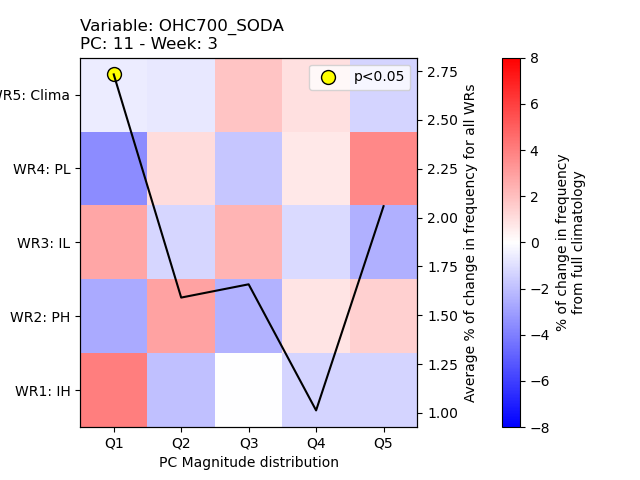 Variable: OHC700_SODA
PC: 11 - Week: 3
p<0.05
WR5: Clima
WR4: PL
WR3: IL
WR2: PH
WR1: IH
Q1 Q2 Q3 Q4 Q5
PC Magnitude distribution
2.75
2.50
2.25
2.00
1.75
1.50
1.25
1.00
Average % of change in frequency for all WRs
8
6
4
2
0
−2
−4
−6
−8
% of change in frequency
from full climatology